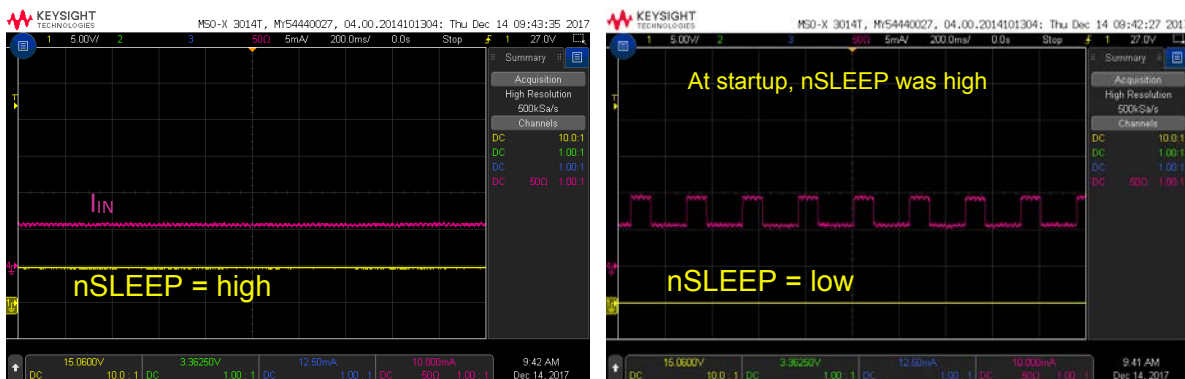 KEYSIGHT
TECHNOLOGIES
MSO-X 3014T, MY54440027, 04.00.2014101304: Thu Dec 14 09:43:35 2017
1 5.00V/ 2 3 50Ω 5mA/ 200.0ms/ 0.0s Stop 1 27.0V
Summary
Acquisition
High Resolution
500kSa/s
Channels
DC 10.0:1
DC 1.00:1
DC 1.00:1
DC 50Ω 1.00:1
T
IIN
nSLEEP = high
15.0600V 3.36250V 12.50mA 10.000mA
DC 10.0 : 1 DC 1.00 : 1 DC 1.00 : 1 DC 50Ω 1.00 : 1
9:42 AM
Dec 14, 2017
KEYSIGHT
TECHNOLOGIES
MSO-X 3014T, MY54440027, 04.00.2014101304: Thu Dec 14 09:42:27 201
1 5.00V/ 2 3 50Ω 5mA/ 200.0ms/ 0.0s Stop 1 27.0V
At startup, nSLEEP was high
Summary
Acquisition
High Resolution
500kSa/s
Channels
DC 10.0:1
DC 1.00:1
DC 1.00:1
DC 50Ω 1.00:1
T
nSLEEP = low
15.0600V 3.36250V 12.50mA 10.000mA
DC 10.0 : 1 DC 1.00 : 1 DC 1.00 : 1 DC 50Ω 1.00 : 1
9:41 AM
Dec 14, 2017